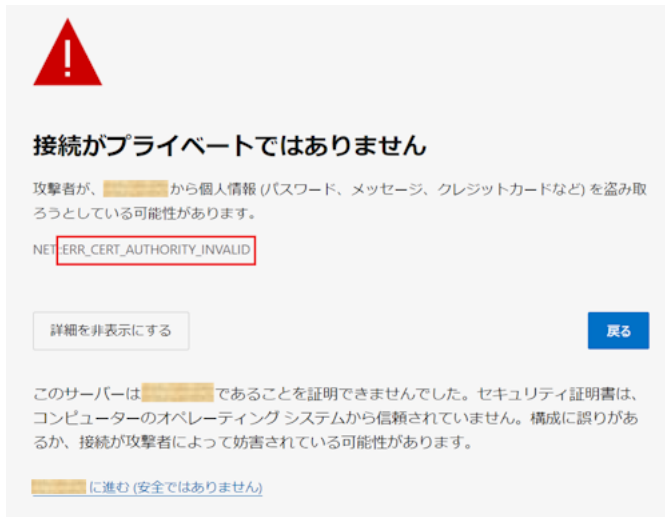 接続がプライベートではありません
攻撃者が、 から個人情報 (パスワード、メッセージ、クレジットカードなど) を盗み取
ろうとしている可能性があります。
NET::ERR_CERT_AUTHORITY_INVALID
詳細を非表示にする
戻る
このサーバーは であることを証明できませんでした。セキュリティ証明書は、
コンピューターのオペレーティング システムから信頼されていません。構成に誤りがあ
るか、接続が攻撃者によって妨害されている可能性があります。
に進む (安全ではありません)